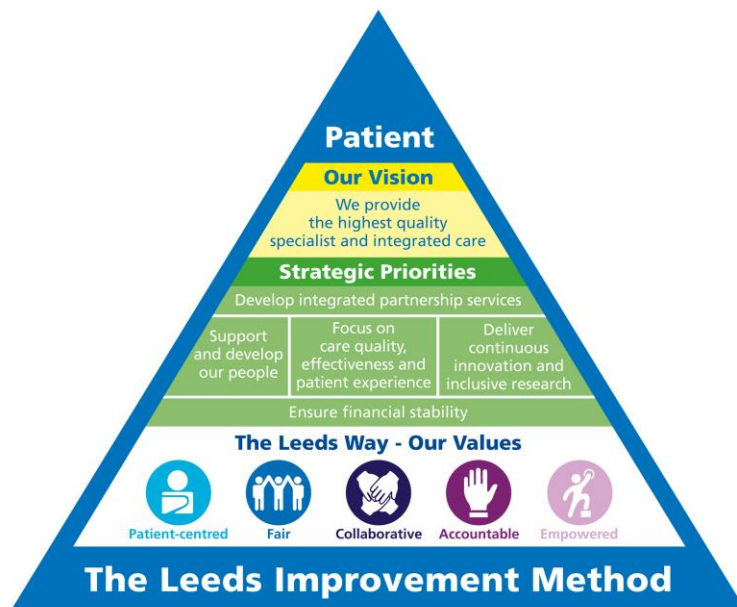 Patient
Our Vision
We provide
the highest quality
specialist and integrated care
Strategic Priorities
Develop integrated partnership services
Support
and develop
our people
Focus on
care quality,
effectiveness and
patient experience
Deliver
continuous
innovation and
inclusive research
Ensure financial stability
The Leeds Way - Our Values
Patient-centred
Fair
Collaborative
Accountable
Empowered
The Leeds Improvement Method